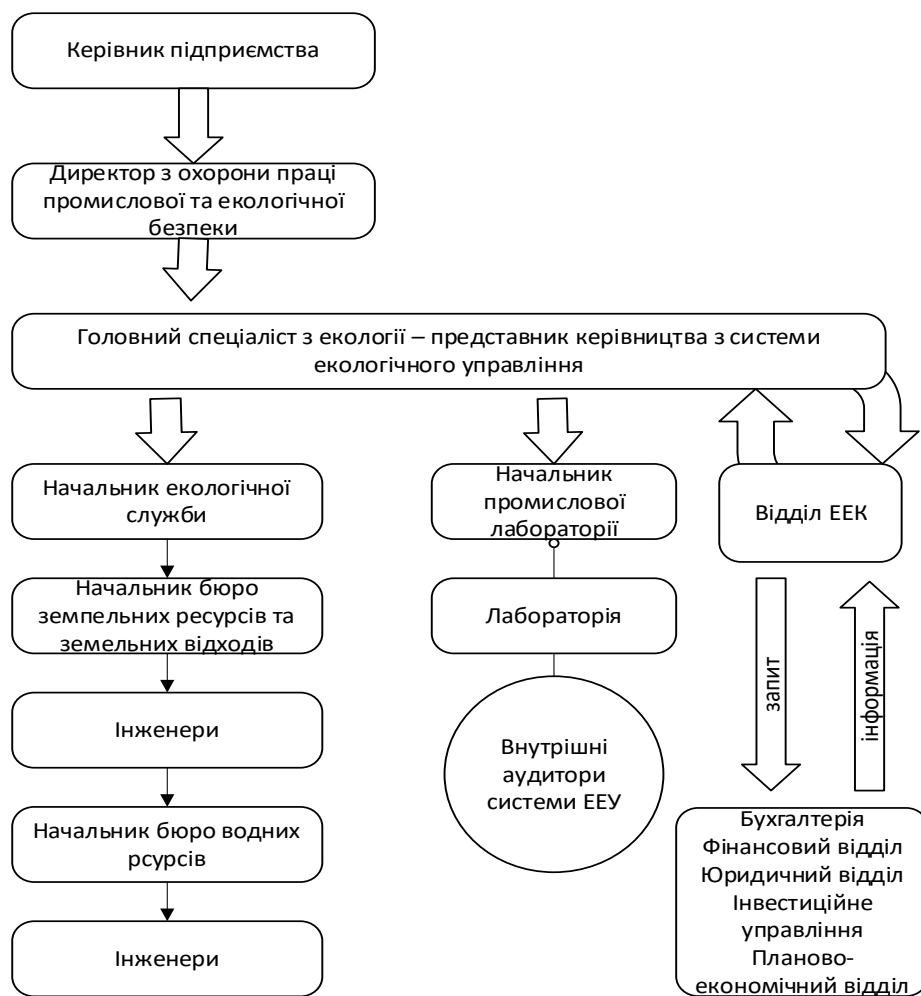 Керівник підприємства
Директор з охорони праці
промислової та екологічної
безпеки
Головний спеціаліст з екології – представник керівництва з системи
екологічного управління
Начальник екологічної
служби
Начальник бюро
земпельних ресурсів та
земельних відходів
Інженери
Начальник бюро водних
рсурсів
Інженери
Начальник
промислової
лабораторії
Лабораторія
Внутрішні
аудитори
системи ЕЕУ
Відділ ЕЕК
запит
інформація
Бухгалтерія
Фінансовий відділ
Юридичний відділ
Інвестиційне
управління
Планово-
економічний відділ